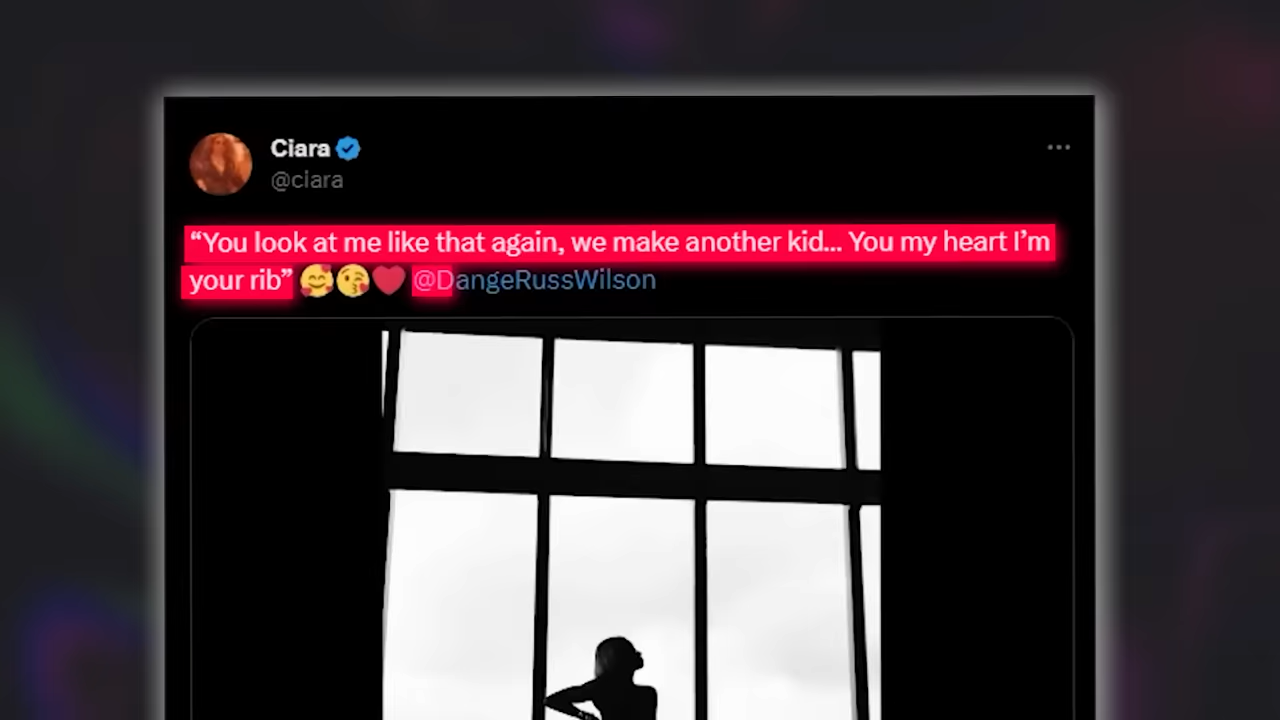 Ciara
@ciara
“You look at me like that again, we make another kid... You my heart I’m
your rib” 🥰😘❤️ @DangeRussWilson